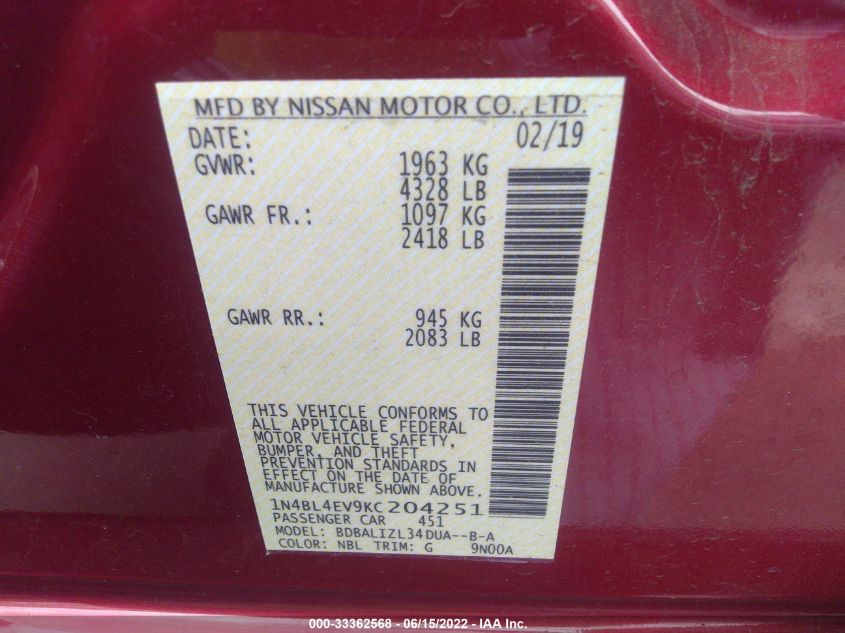 MFD BY NISSAN MOTOR CO., LTD.
DATE: 02/19
GVWR: 1963 KG
4328 LB
GAWR FR.: 1097 KG
2418 LB
GAWR RR.: 945 KG
2083 LB
THIS VEHICLE CONFORMS TO
ALL APPLICABLE FEDERAL
MOTOR VEHICLE SAFETY,
BUMPER, AND THEFT
PREVENTION STANDARDS IN
EFFECT ON THE DATE OF
MANUFACTURE SHOWN ABOVE.
1N4BL4EV9KC204251
PASSENGER CAR 451
MODEL: BDBALIZL34DUA--B-A
COLOR: NBL TRIM: G 9N00A
000-33362568 - 06/15/2022 - IAA Inc.